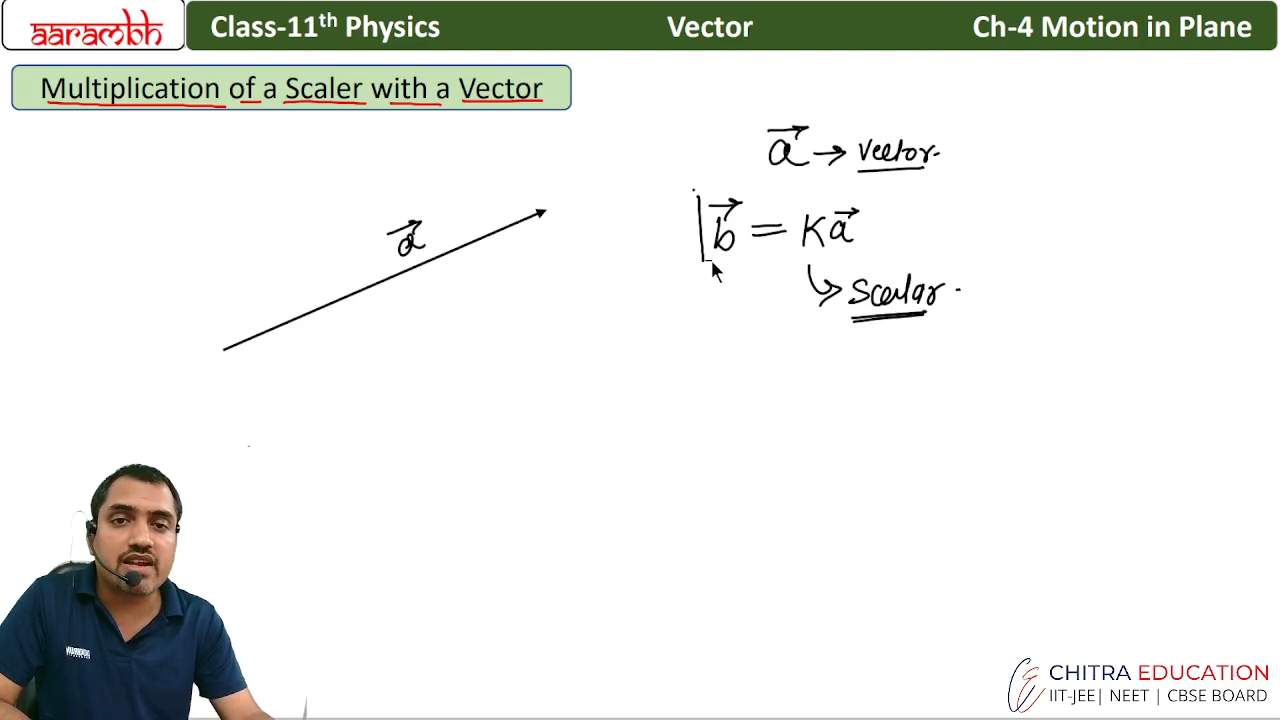 aarambh
Class-11th Physics Vector Ch-4 Motion in Plane
Multiplication of a Scaler with a Vector
a⃗ → vector.
a⃗
|b⃗ = Ka⃗
↳ scalar.
CHITRA EDUCATION
IIT-JEE| NEET | CBSE BOARD